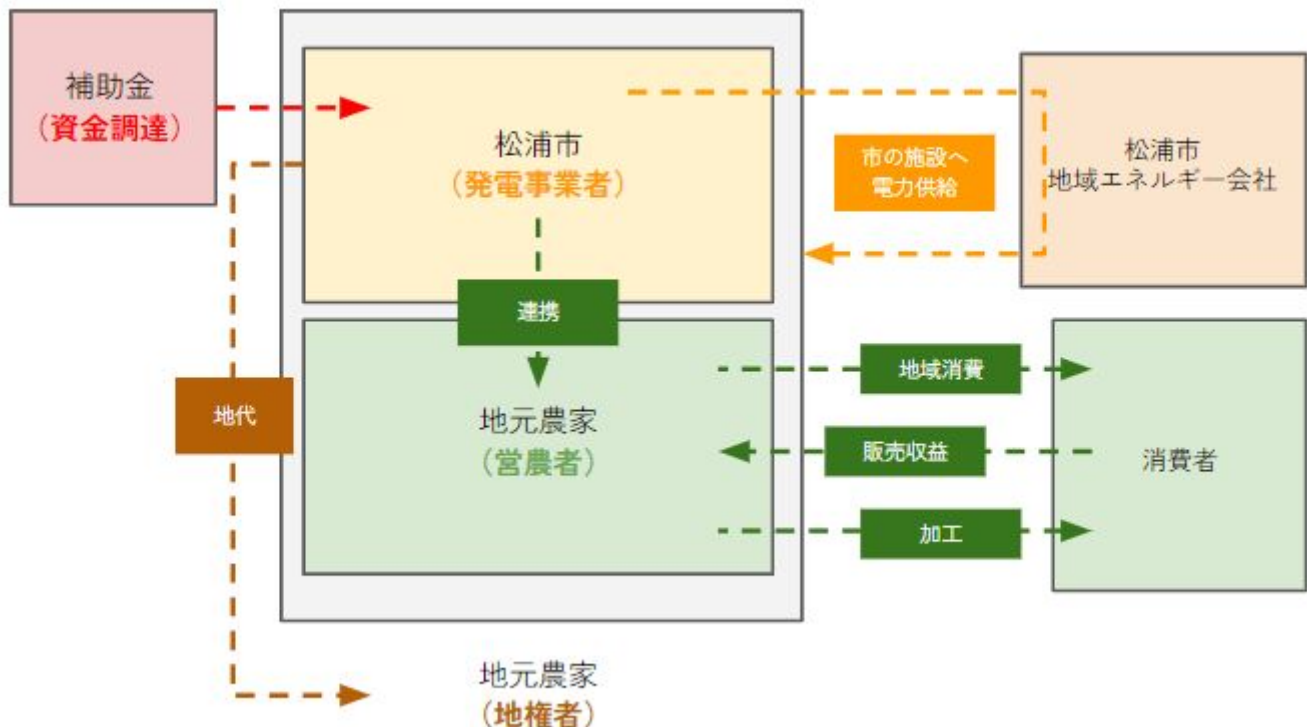 補助金
（資金調達）
松浦市
（発電事業者）
市の施設へ
電力供給
松浦市
地域エネルギー会社
連携
地代
地元農家
（営農者）
地域消費
販売収益
加工
消費者
地元農家
（地権者）